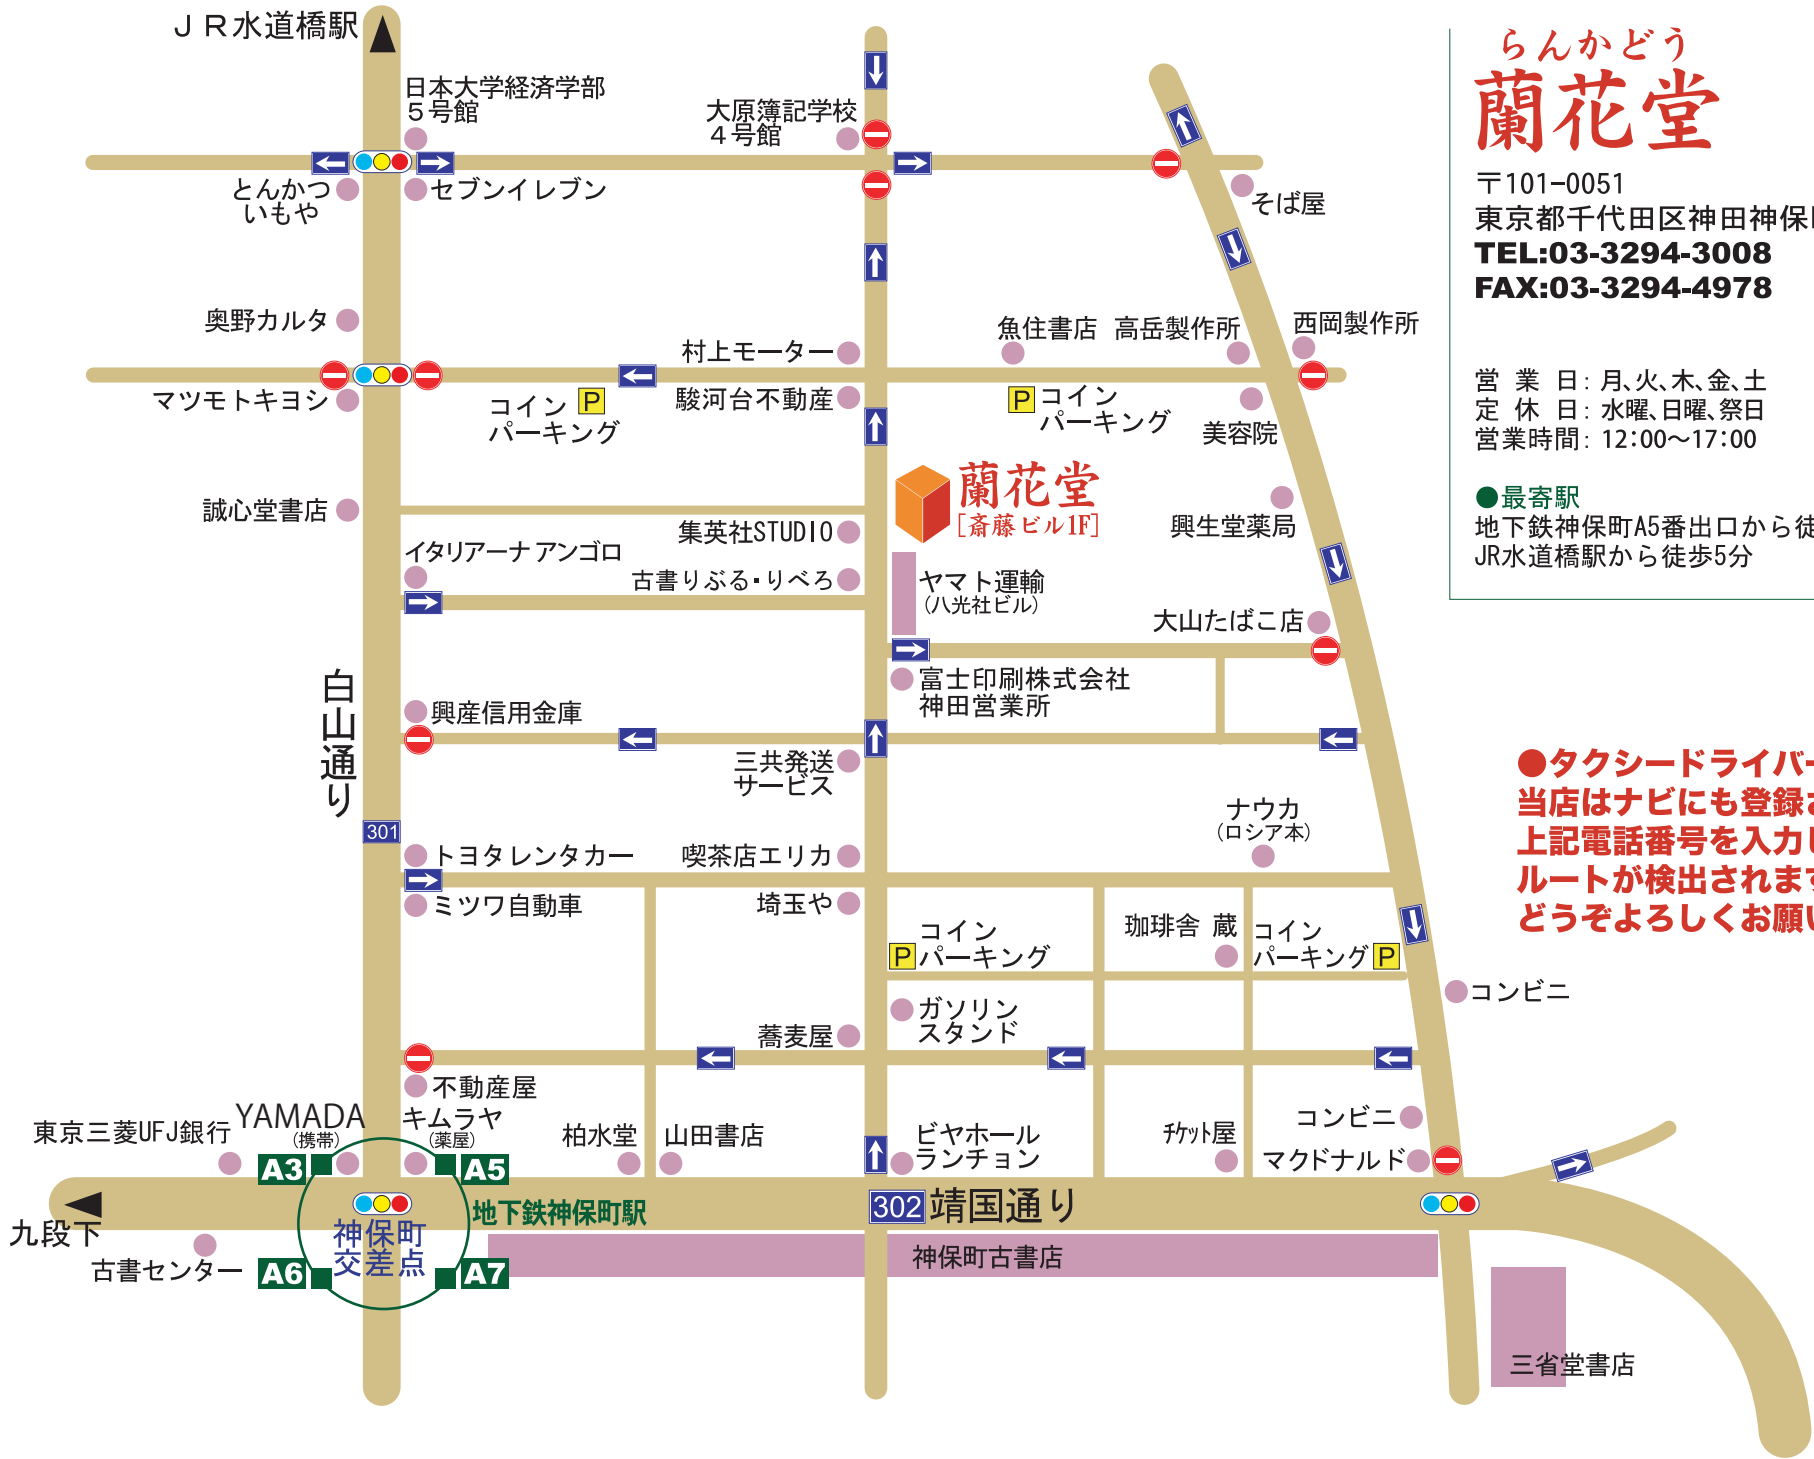 ＪＲ水道橋駅
日本大学経済学部
５号館
大原簿記学校
４号館
とんかつ
いもや
セブンイレブン
そば屋
らんかどう
蘭花堂
〒101-0051
東京都千代田区神田神保
TEL:03-3294-3008
FAX:03-3294-4978
営業日：月、火、木、金、土
定休日：水曜、日曜、祭日
営業時間：12:00～17:00
●最寄駅
地下鉄神保町A5番出口から徒
JR水道橋駅から徒歩5分
奥野カルタ
村上モーター
魚住書店
高岳製作所
西岡製作所
マツモトキヨシ
コイン
パーキング
P
駿河台不動産
P
コイン
パーキング
美容院
蘭花堂
[斎藤ビル1F]
誠心堂書店
集英社STUDIO
興生堂薬局
イタリアーナ アンゴロ
古書りぶる・りべろ
ヤマト運輸
(八光社ビル)
大山たばこ店
白山通り
富士印刷株式会社
神田営業所
興産信用金庫
三共発送
サービス
●タクシードライバー
当店はナビにも登録
上記電話番号を入力
ルートが検出されます
どうぞよろしくお願い
301
ナウカ
(ロシア本)
トヨタレンタカー
喫茶店エリカ
ミツワ自動車
埼玉や
P
コイン
パーキング
珈琲舎 蔵
コイン
パーキング
P
コンビニ
ガソリン
スタンド
蕎麦屋
不動産屋
東京三菱UFJ銀行
YAMADA
(携帯)
キムラヤ
(薬屋)
柏水堂
山田書店
ビヤホール
ランチョン
ﾁｹｯﾄ屋
コンビニ
マクドナルド
A3
A5
地下鉄神保町駅
302
靖国通り
九段下
神保町
交差点
古書センター
A6
A7
神保町古書店
三省堂書店